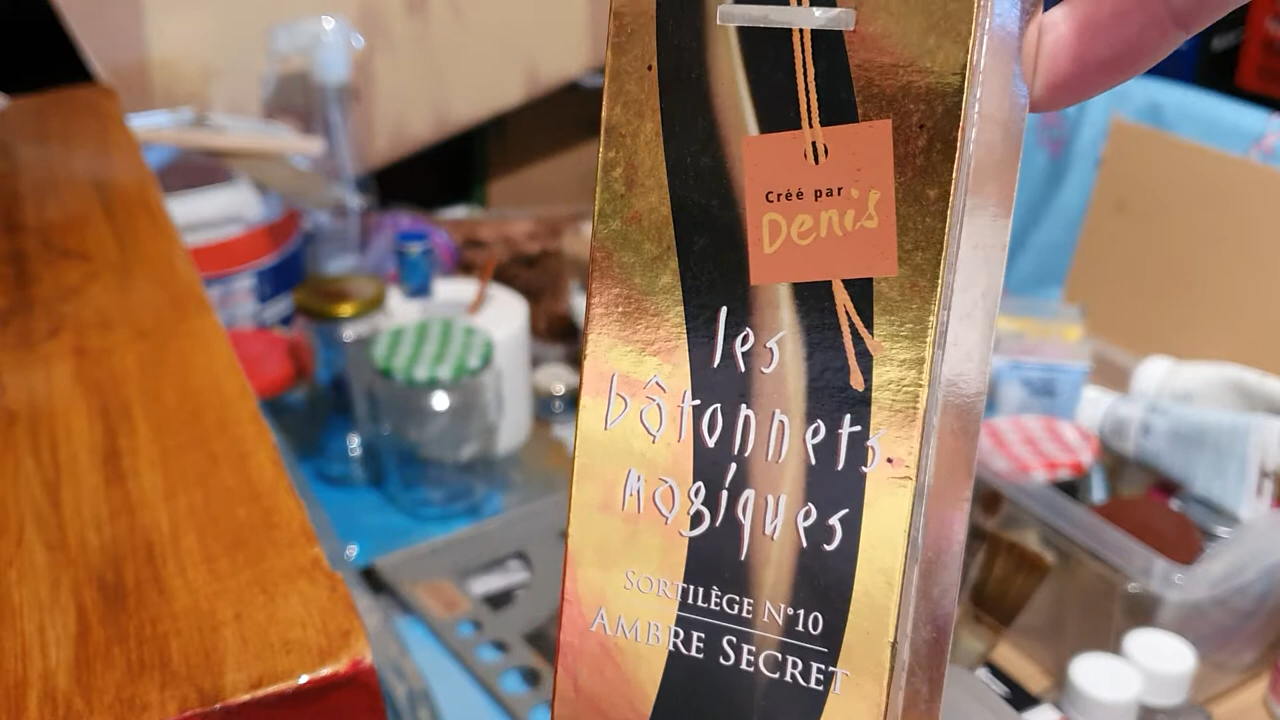 Créé par
Denis
les
bâtonnets
magiques
SORTILÈGE N°10
AMBRE SECRET